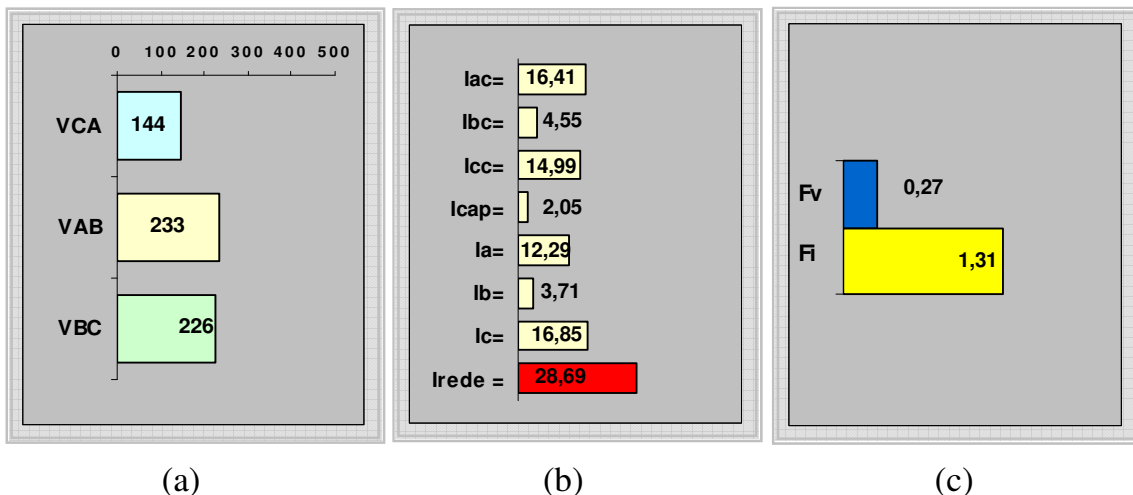 0 100 200 300 400 500
VCA 144
VAB 233
VBC 226
Iac= 16,41
Ibc= 4,55
Icc= 14,99
Icap= 2,05
Ia= 12,29
Ib= 3,71
Ic= 16,85
Irede = 28,69
Fv 0,27
Fi 1,31
(a) (b) (c)